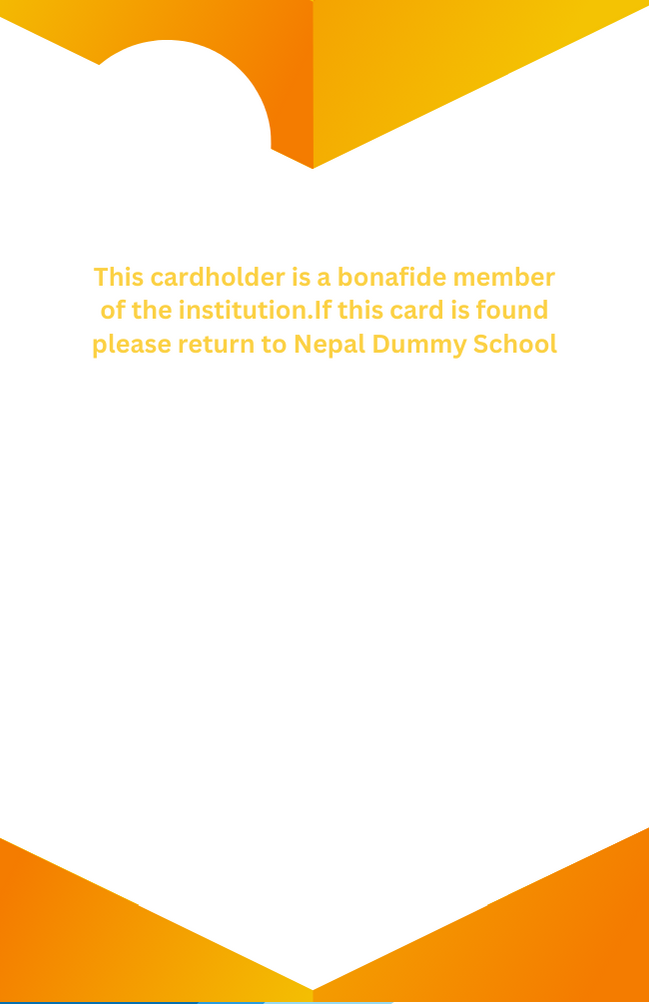 This cardholder is a bonafide member
of the institution.If this card is found
please return to Nepal Dummy School